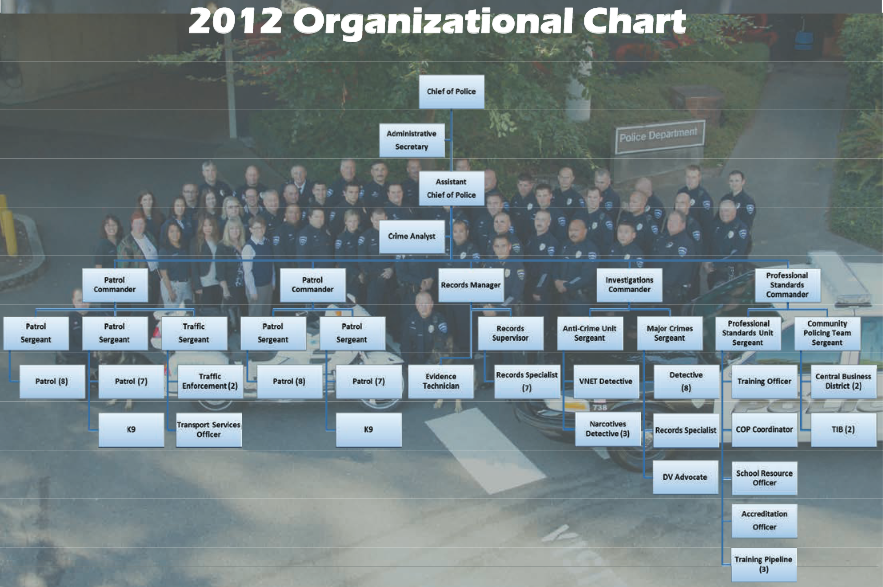 2012 Organizational Chart
Chief of Police
Police Department
Administrative
Secretary
Assistant
Chief of Police
Crime Analyst
Patrol
Commander
Patrol
Commander
Records Manager
Investigations
Commander
Professional
Standards
Commander
Patrol
Sergeant
Patrol
Sergeant
Traffic
Sergeant
Patrol
Sergeant
Patrol
Sergeant
Records
Supervisor
Anti-Crime Unit
Sergeant
Major Crimes
Sergeant
Professional
Standards Unit
Sergeant
Community
Policing Team
Sergeant
Patrol (8)
Patrol (7)
Traffic
Enforcement (2)
Patrol (8)
Patrol (7)
Evidence
Technician
Records Specialist
(7)
VNET Detective
Detective
(8)
Training Officer
Central Business
District (2)
738
K9
Transport Services
Officer
K9
Narcotives
Detective (3)
Records Specialist
COP Coordinator
TIB (2)
DV Advocate
School Resource
Officer
Accreditation
Officer
Training Pipeline
(3)